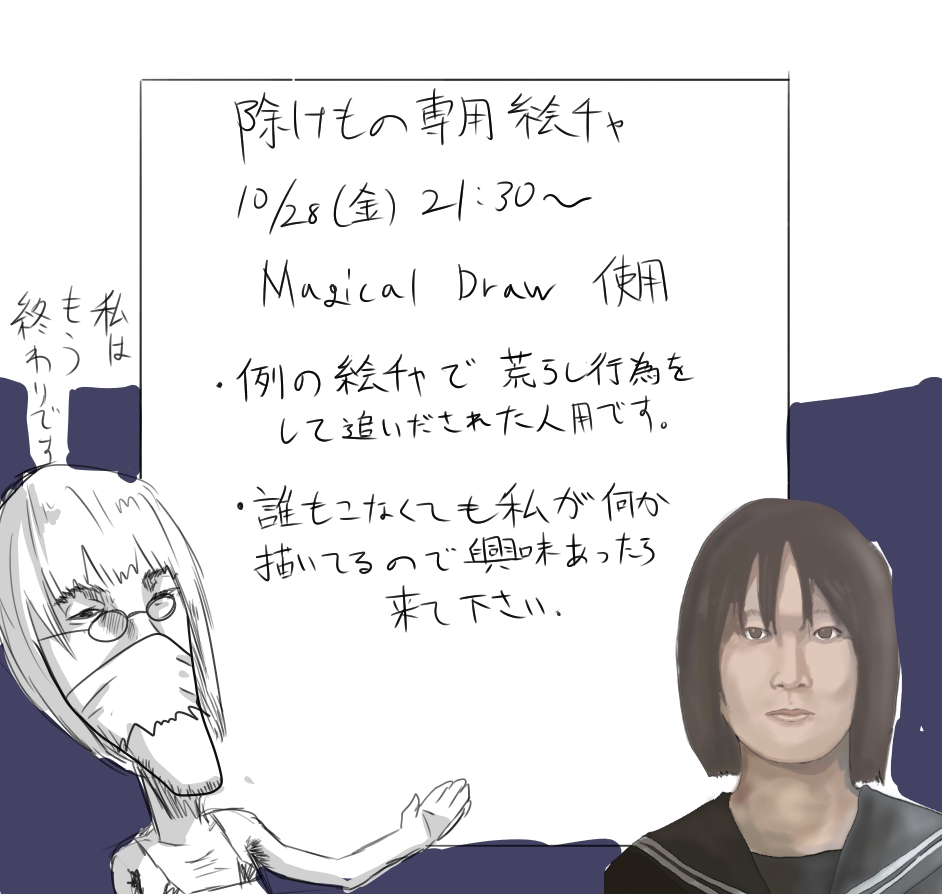 除けもの専用絵チャ
10/28(金) 21:30～
Magical Draw 使用
・例の絵チャで荒らし行為を
して追いだされた人用です。
・誰もこなくても私が何か
描いてるので興味あったら
来て下さい.
私は
もう
終わりです